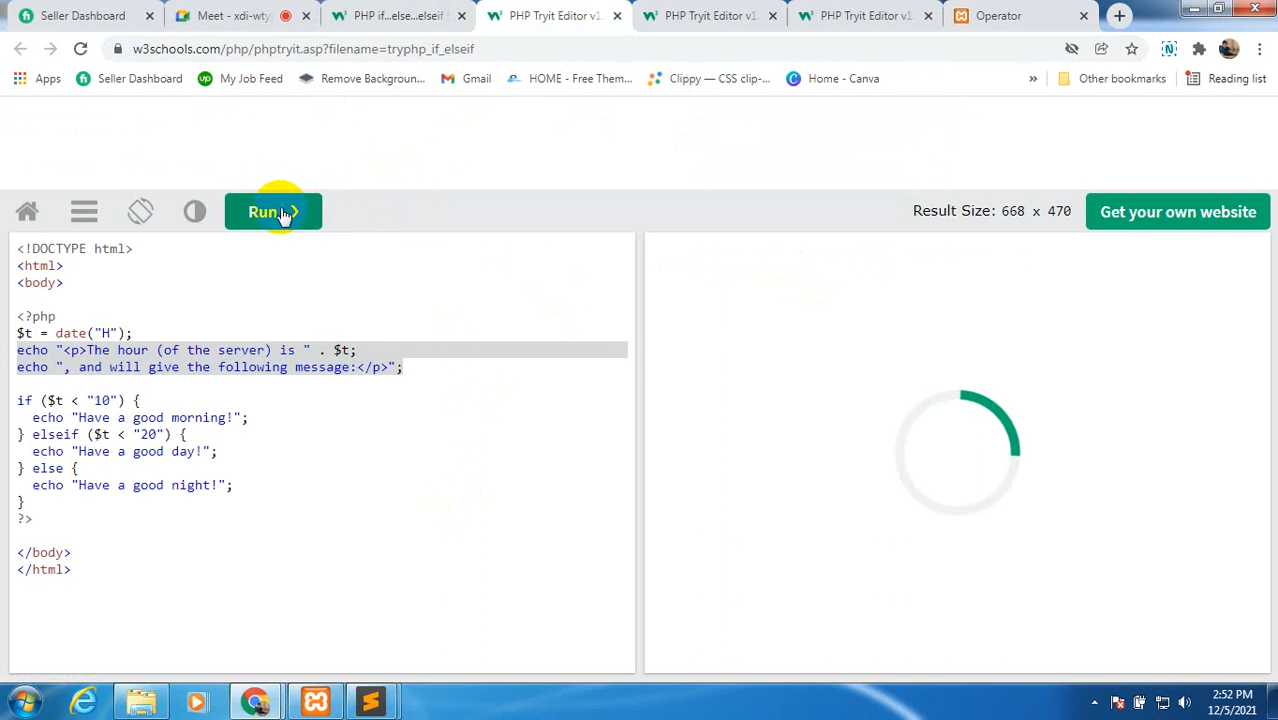 Seller Dashboard
Meet - xdi-wty
PHP if...else...elseif
PHP Tryit Editor v1.
PHP Tryit Editor v1.
PHP Tryit Editor v1.
Operator
w3schools.com/php/phptryit.asp?filename=tryphp_if_elseif
Apps
Seller Dashboard
My Job Feed
Remove Backgroun...
Gmail
HOME - Free Them...
Clippy — CSS clip-...
Home - Canva
»
Other bookmarks
Reading list
Run ❯
Result Size: 668 x 470
Get your own website
<!DOCTYPE html>
<html>
<body>
<?php
$t = date("H");
echo "<p>The hour (of the server) is " . $t;
echo ", and will give the following message:</p>";
if ($t < "10") {
echo "Have a good morning!";
} elseif ($t < "20") {
echo "Have a good day!";
} else {
echo "Have a good night!";
}
?>
</body>
</html>
2:52 PM
12/5/2021